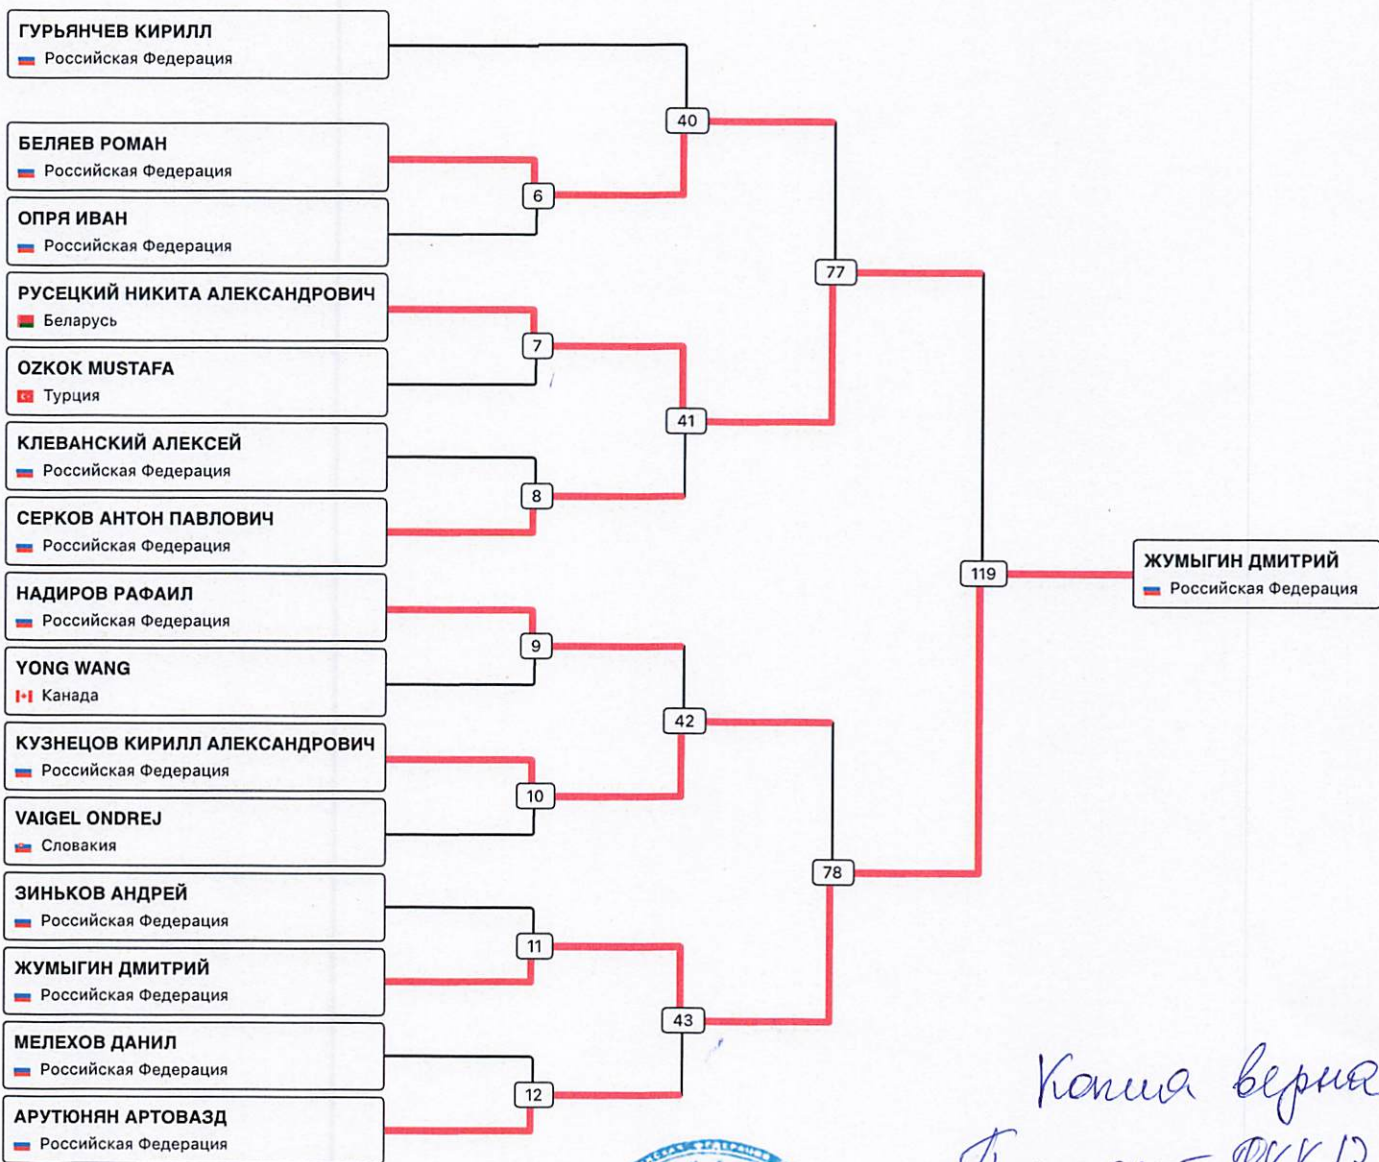 ГУРЬЯНЧЕВ КИРИЛЛ
Российская Федерация
40
БЕЛЯЕВ РОМАН
Российская Федерация
6
ОПРЯ ИВАН
Российская Федерация
77
РУСЕЦКИЙ НИКИТА АЛЕКСАНДРОВИЧ
Беларусь
7
OZKOK MUSTAFA
Турция
41
КЛЕВАНСКИЙ АЛЕКСЕЙ
Российская Федерация
8
СЕРКОВ АНТОН ПАВЛОВИЧ
Российская Федерация
119
ЖУМЫГИН ДМИТРИЙ
Российская Федерация
НАДИРОВ РАФАИЛ
Российская Федерация
9
YONG WANG
Канада
42
КУЗНЕЦОВ КИРИЛЛ АЛЕКСАНДРОВИЧ
Российская Федерация
10
VAIGEL ONDREJ
Словакия
78
ЗИНЬКОВ АНДРЕЙ
Российская Федерация
11
ЖУМЫГИН ДМИТРИЙ
Российская Федерация
43
МЕЛЕХОВ ДАНИЛ
Российская Федерация
12
АРУТЮНЯН АРТОВАЗД
Российская Федерация
Копия верна